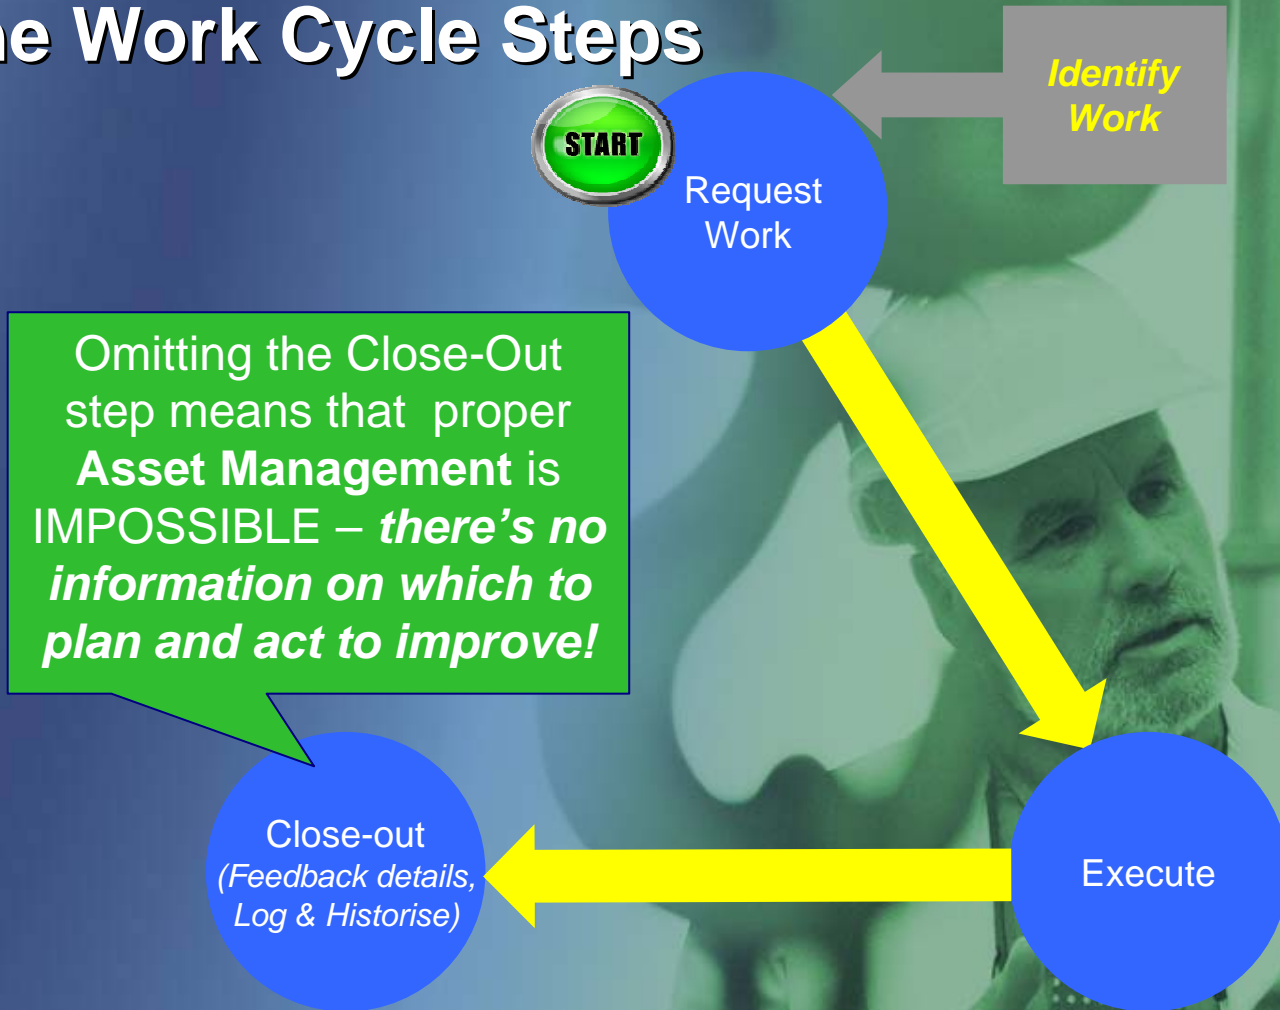 e Work Cycle Steps
Identify
Work
START
Request
Work
Omitting the Close-Out
step means that proper
Asset Management is
IMPOSSIBLE – there’s no
information on which to
plan and act to improve!
Close-out
(Feedback details,
Log & Historise)
Execute